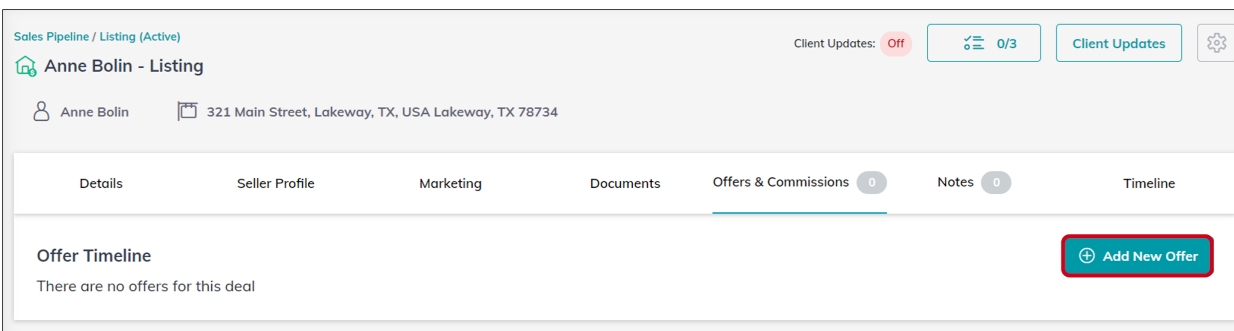 Sales Pipeline / Listing (Active)
Client Updates: Off
0/3
Client Updates
Anne Bolin - Listing
Anne Bolin
321 Main Street, Lakeway, TX, USA Lakeway, TX 78734
Details
Seller Profile
Marketing
Documents
Offers & Commissions 0
Notes 0
Timeline
Offer Timeline
Add New Offer
There are no offers for this deal